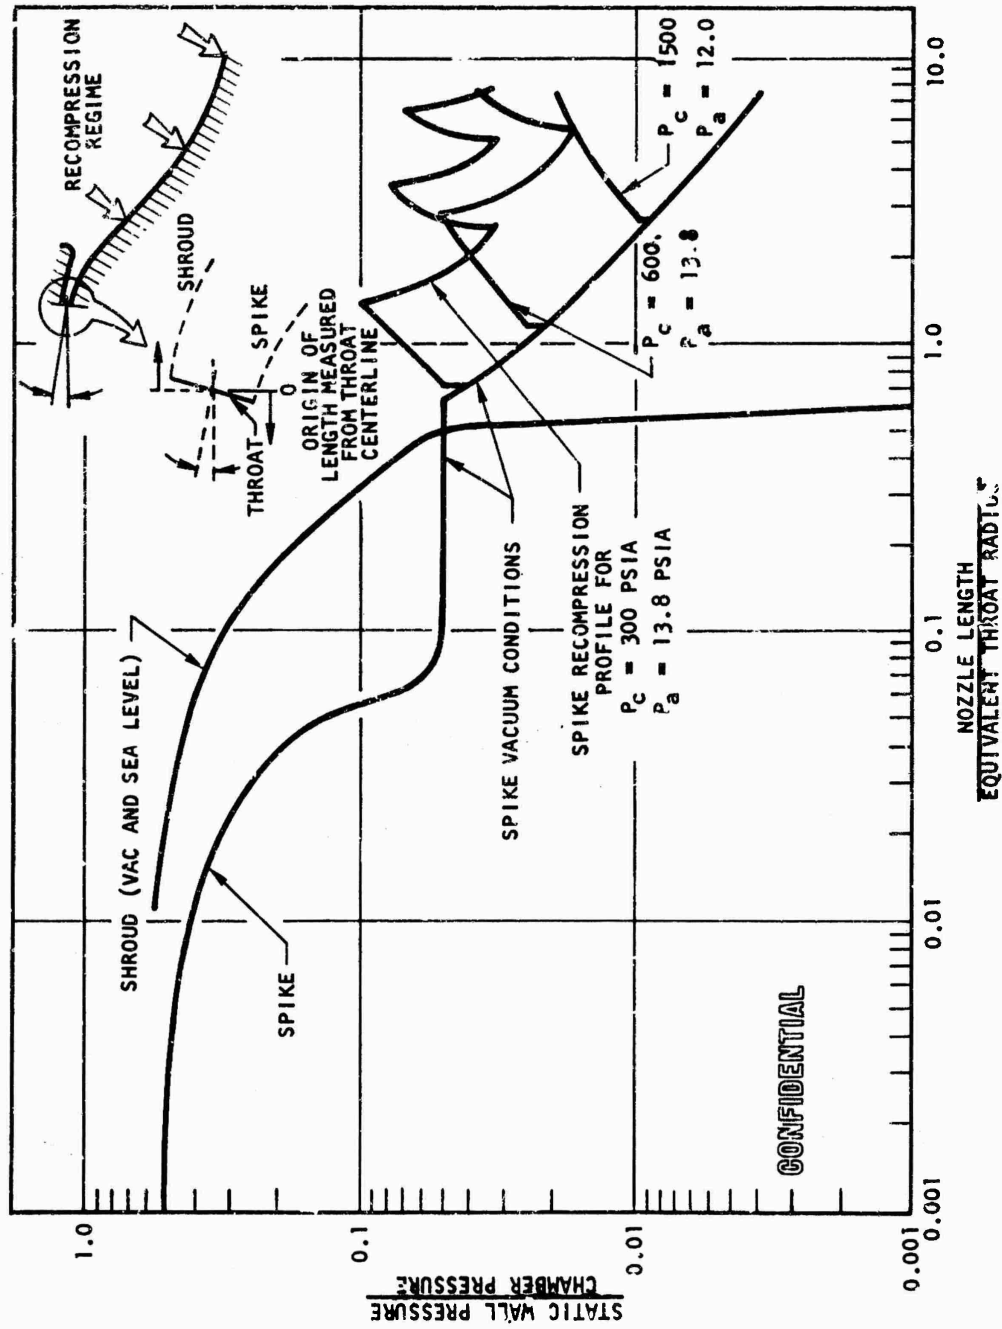 STATIC WALL PRESSURE
CHAMBER PRESSURE
1.0
0.1
0.01
0.001
0.001
0.01
0.1
1.0
10.0
NOZZLE LENGTH
EQUIVALENT THROAT RADIUS
SHROUD (VAC AND SEA LEVEL)
SPIKE
CONFIDENTIAL
SPIKE VACUUM CONDITIONS
SPIKE RECOMPRESSION
PROFILE FOR
Pc = 300 PSIA
Pa = 13.8 PSIA
THROAT
0
ORIGIN OF
LENGTH MEASURED
FROM THROAT
CENTERLINE
SPIKE
SHROUD
RECOMPRESSION
REGIME
Pc = 600.
Pa = 13.8
Pc = 1500
Pa = 12.0